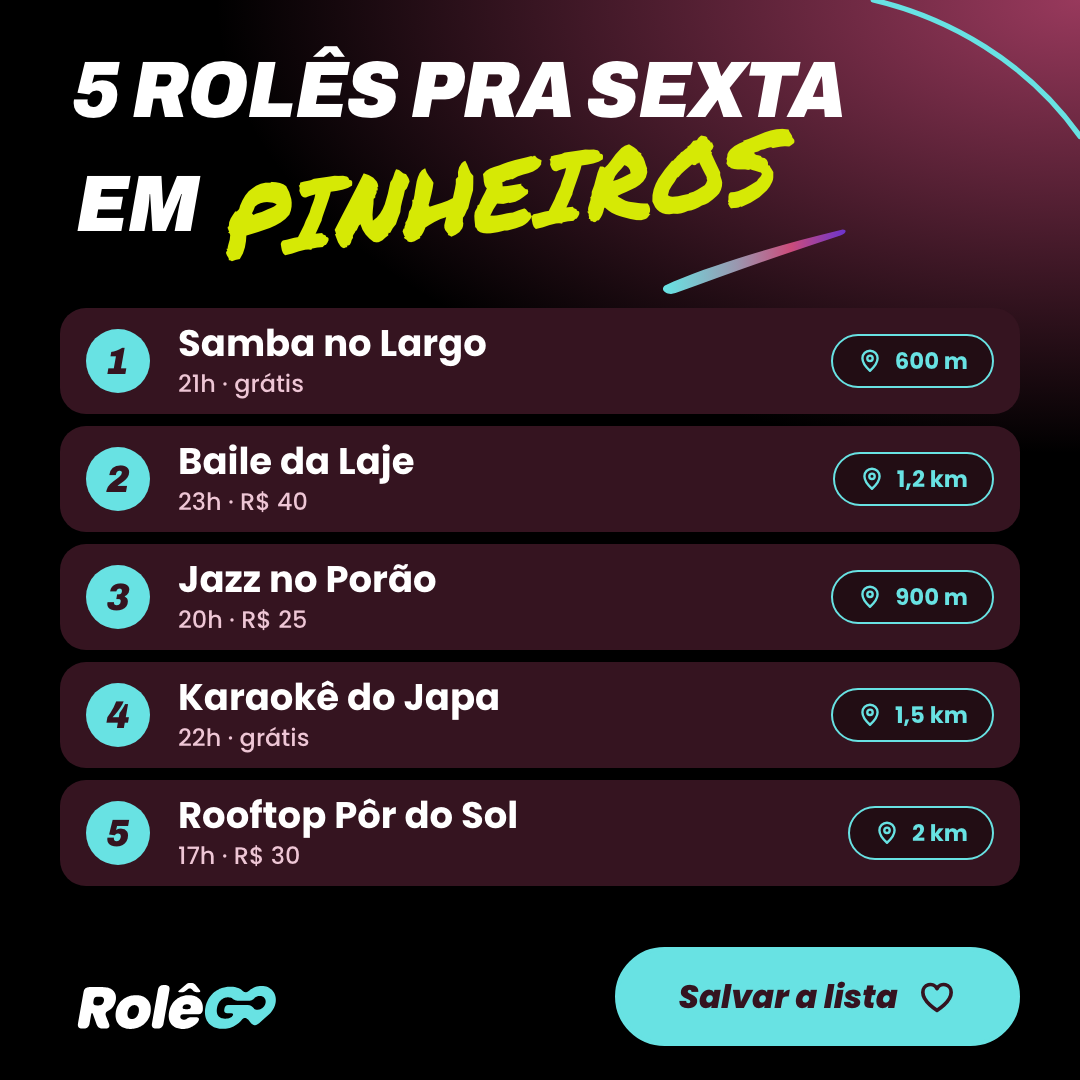 5 ROLÊS PRA SEXTA
EM PINHEIROS
1
Samba no Largo
21h · grátis
600 m
2
Baile da Laje
23h · R$ 40
1,2 km
3
Jazz no Porão
20h · R$ 25
900 m
4
Karaokê do Japa
22h · grátis
1,5 km
5
Rooftop Pôr do Sol
17h · R$ 30
2 km
RolêGO
Salvar a lista